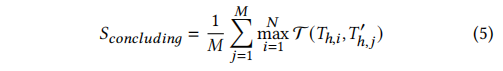 $S_{concluding} = \frac{1}{M} \sum_{j=1}^{M} \max_{i=1}^{N} \mathcal{T}(T_{h,i}, T'_{h,j})$ (5)